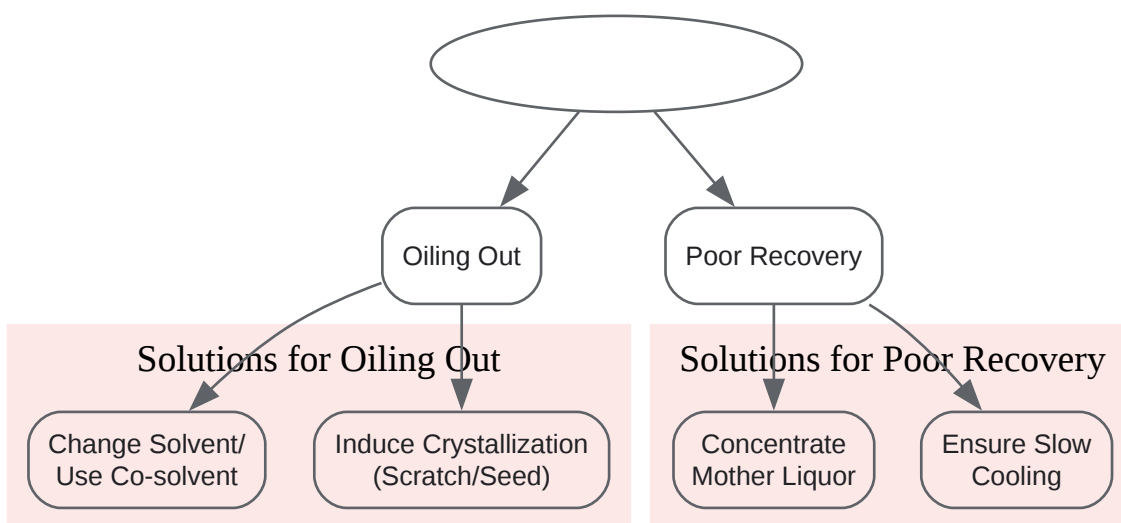 Oiling Out
Poor Recovery
Solutions for Oiling Out
Solutions for Poor Recovery
Change Solvent/
Use Co-solvent
Induce Crystallization
(Scratch/Seed)
Concentrate
Mother Liquor
Ensure Slow
Cooling